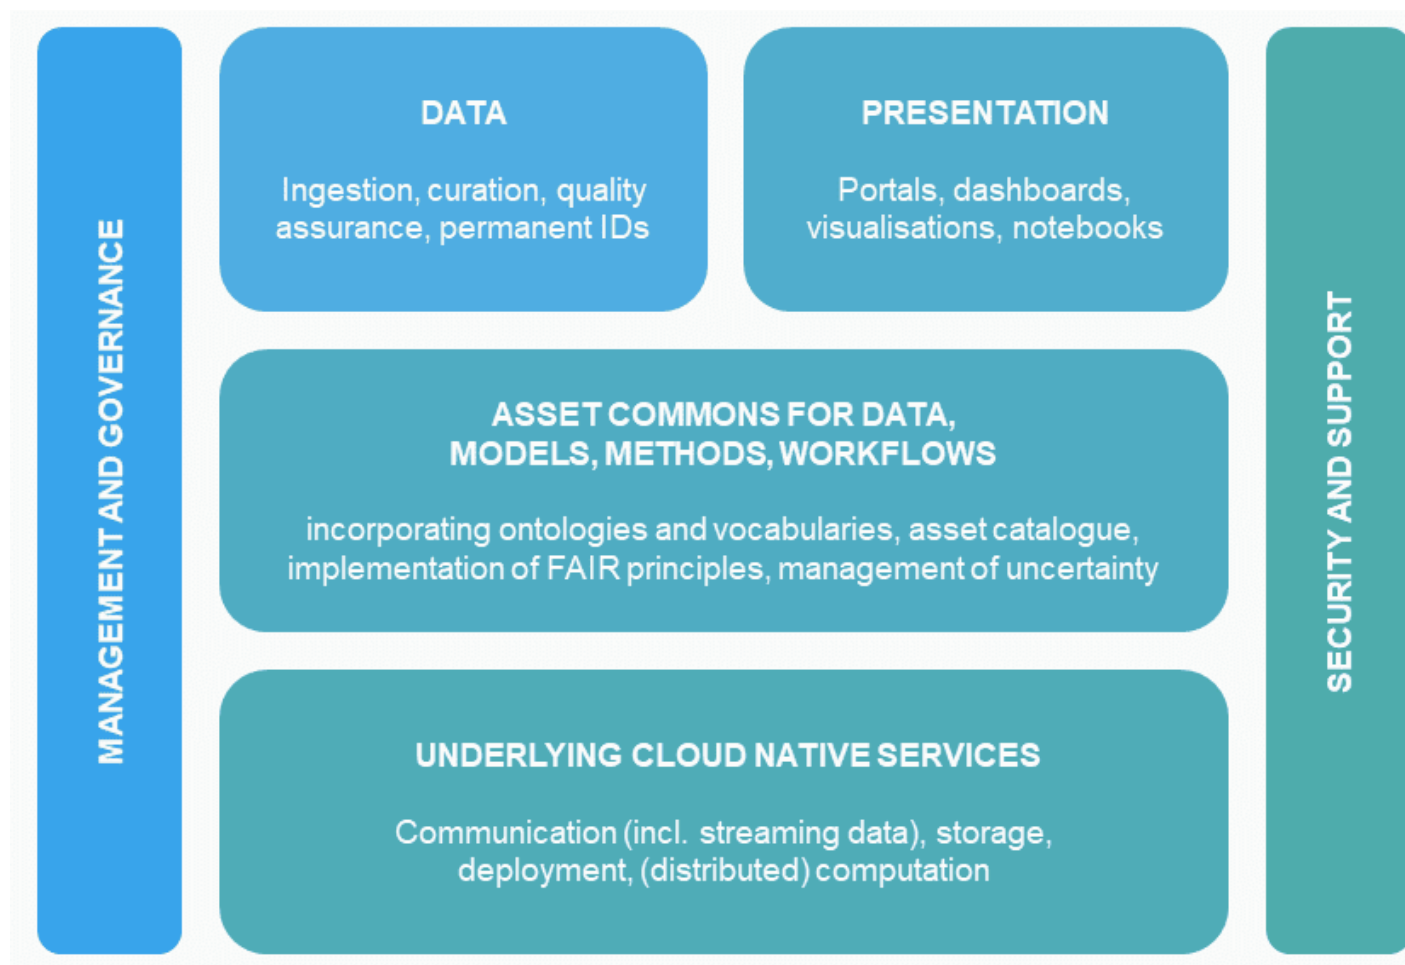 MANAGEMENT AND GOVERNANCE
DATA
Ingestion, curation, quality
assurance, permanent IDs
PRESENTATION
Portals, dashboards,
visualisations, notebooks
ASSET COMMONS FOR DATA,
MODELS, METHODS, WORKFLOWS
incorporating ontologies and vocabularies, asset catalogue,
implementation of FAIR principles, management of uncertainty
UNDERLYING CLOUD NATIVE SERVICES
Communication (incl. streaming data), storage,
deployment, (distributed) computation
SECURITY AND SUPPORT